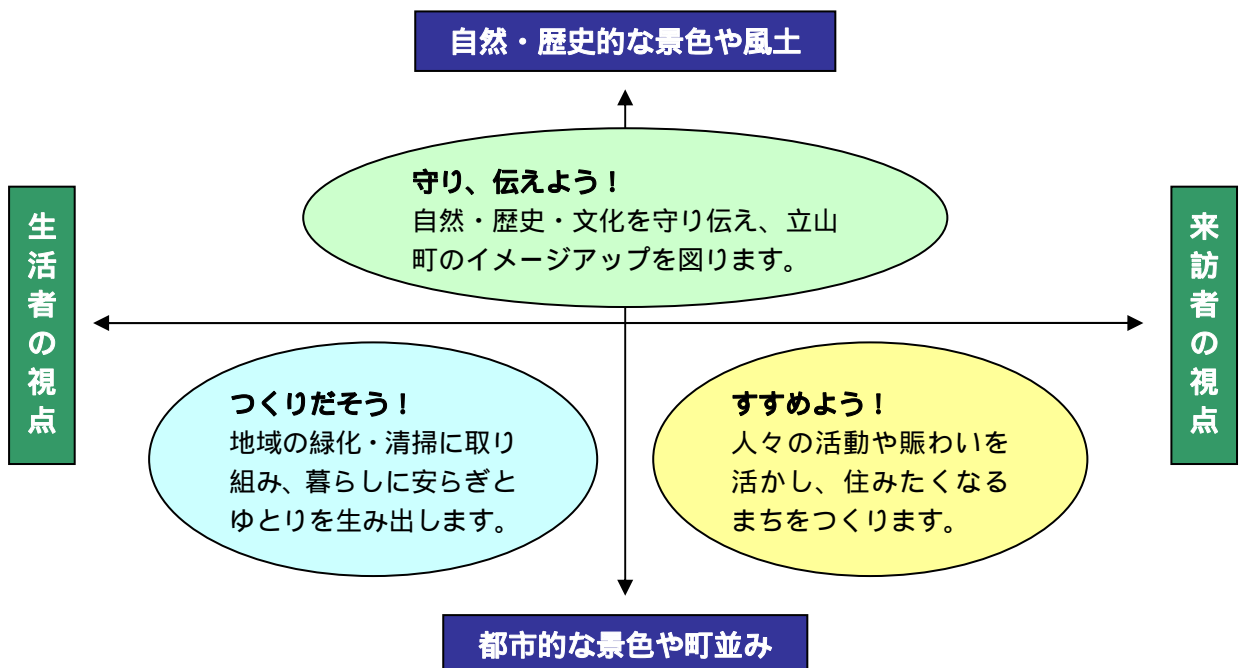 自然・歴史的な景色や風土
守り、伝えよう！
自然・歴史・文化を守り伝え、立山
町のイメージアップを図ります。
生活者の視点
来訪者の視点
つくりだそう！
地域の緑化・清掃に取り
組み、暮らしに安らぎと
ゆとりを生み出します。
すすめよう！
人々の活動や賑わいを
活かし、住みたくなる
まちをつくります。
都市的な景色や町並み